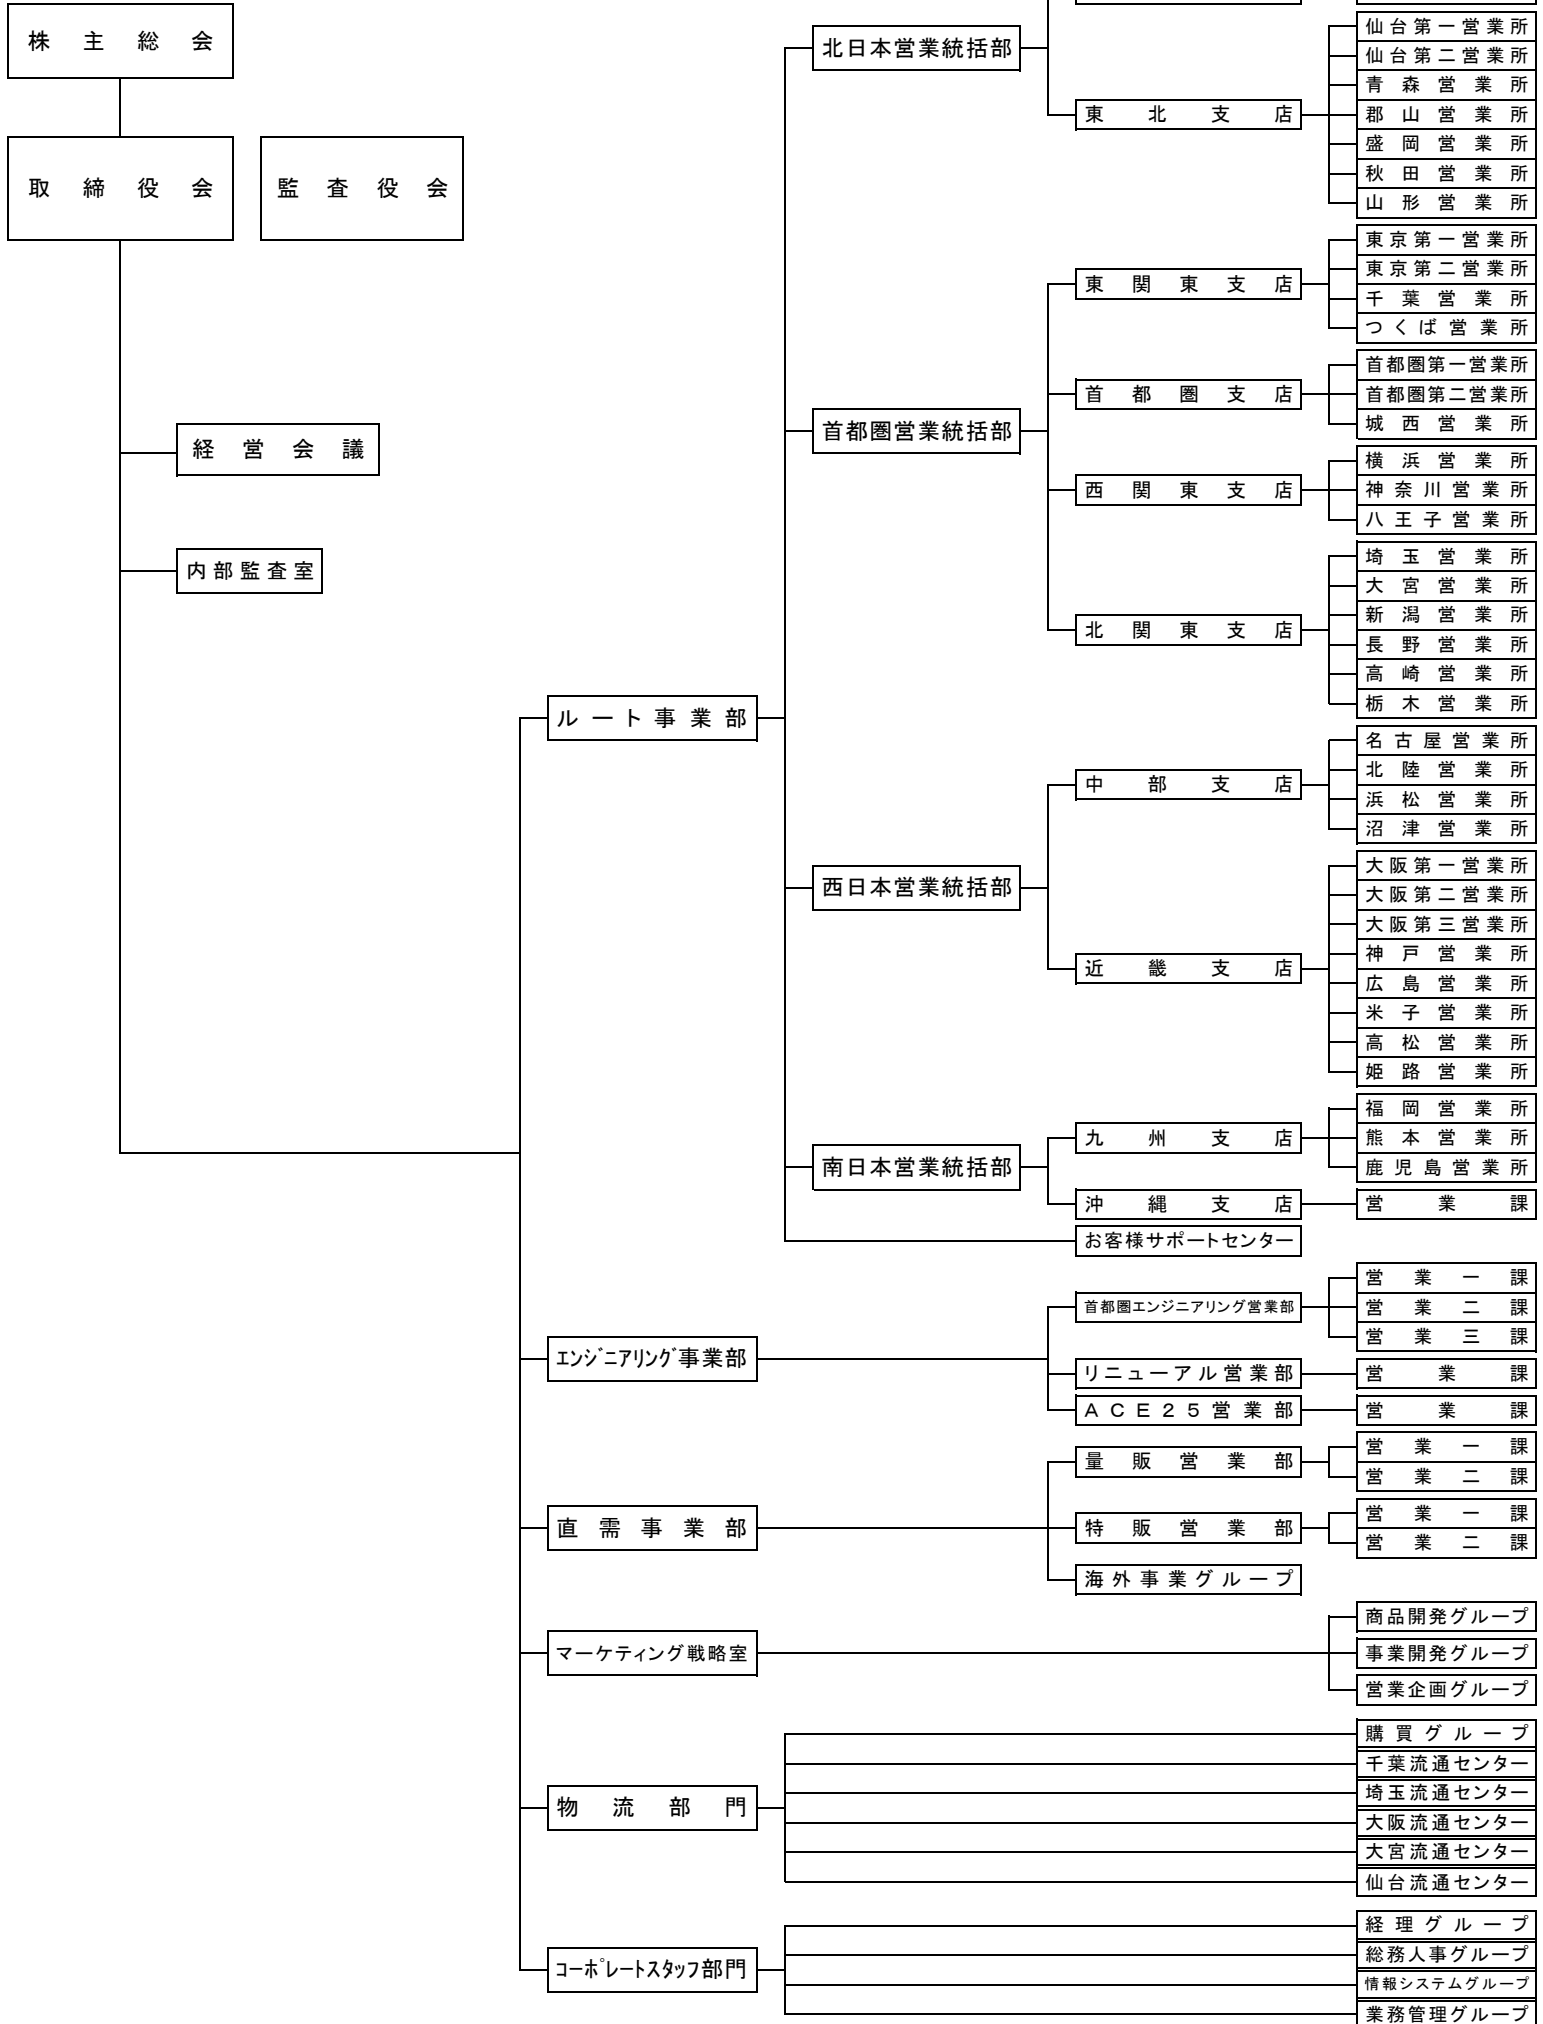 株主総会
取締役会
監査役会
経営会議
内部監査室
ルート事業部
北日本営業統括部
東北支店
仙台第一営業所
仙台第二営業所
青森営業所
郡山営業所
盛岡営業所
秋田営業所
山形営業所
首都圏営業統括部
東関東支店
東京第一営業所
東京第二営業所
千葉営業所
つくば営業所
首都圏支店
首都圏第一営業所
首都圏第二営業所
城西営業所
西関東支店
横浜営業所
神奈川営業所
八王子営業所
北関東支店
埼玉営業所
大宮営業所
新潟営業所
長野営業所
高崎営業所
栃木営業所
西日本営業統括部
中部支店
名古屋営業所
北陸営業所
浜松営業所
沼津営業所
近畿支店
大阪第一営業所
大阪第二営業所
大阪第三営業所
神戸営業所
広島営業所
米子営業所
高松営業所
姫路営業所
南日本営業統括部
九州支店
福岡営業所
熊本営業所
鹿児島営業所
沖縄支店
営業課
お客様サポートセンター
エンジニアリング事業部
首都圏エンジニアリング営業部
営業一課
営業二課
営業三課
リニューアル営業部
営業課
ACE25営業部
営業課
直需事業部
量販営業部
営業一課
営業二課
特販営業部
営業一課
営業二課
海外事業グループ
マーケティング戦略室
商品開発グループ
事業開発グループ
営業企画グループ
物流部門
購買グループ
千葉流通センター
埼玉流通センター
大阪流通センター
大宮流通センター
仙台流通センター
コーポレートスタッフ部門
経理グループ
総務人事グループ
情報システムグループ
業務管理グループ